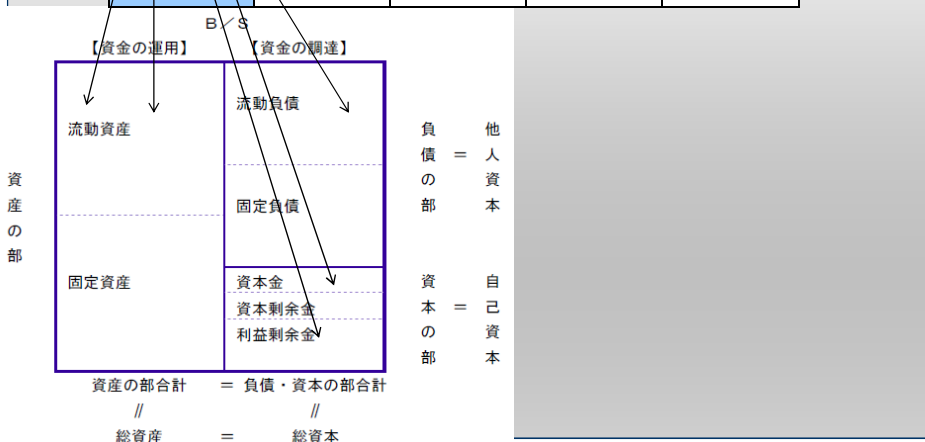 B／S
【資金の運用】 【資金の調達】
流動資産
固定資産
流動負債
固定負債
資本金
資本剰余金
利益剰余金
資産の部
負債の部 ＝ 他人資本
資本の部 ＝ 自己資本
資産の部合計 ＝ 負債・資本の部合計
〃 〃
総資産 ＝ 総資本